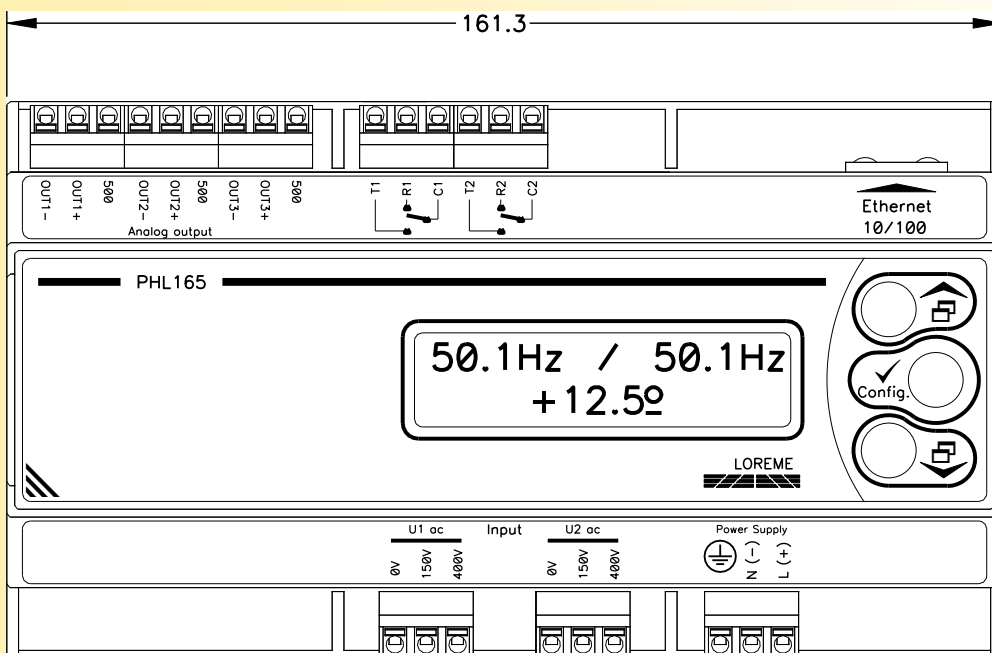 161.3
OUT1- OUT1+ 500 OUT2- OUT2+ 500 OUT3- OUT3+ 500
T1 R1 C1 T2 R2 C2
Analog output
Ethernet
10/100
PHL165
50.1Hz / 50.1Hz
+12.5º
Config.
LOREME
U1 ac Input U2 ac Power Supply
0V 150V 400V 0V 150V 400V N (-) L (+)